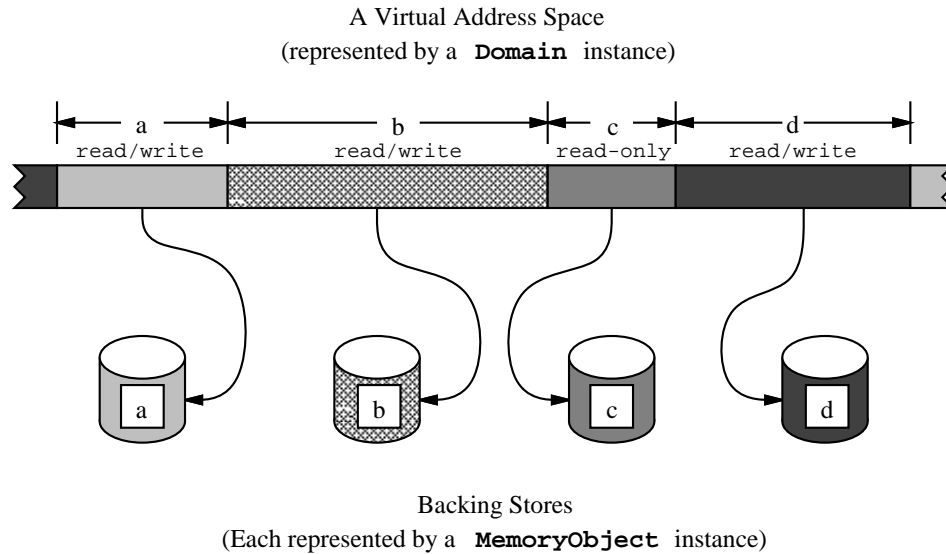 A Virtual Address Space
(represented by a Domain instance)
a b c d
read/write read/write read-only read/write
a b c d
Backing Stores
(Each represented by a MemoryObject instance)